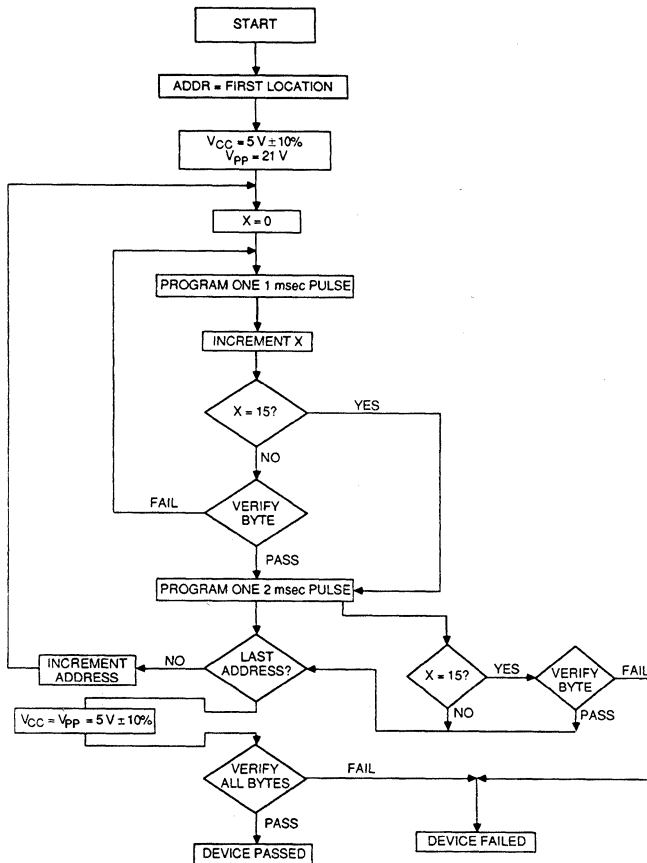 START
ADDR = FIRST LOCATION
VCC = 5 V ± 10%
VPP = 21 V
X = 0
PROGRAM ONE 1 msec PULSE
INCREMENT X
X = 15?
YES
NO
FAIL
VERIFY
BYTE
PASS
PROGRAM ONE 2 msec PULSE
INCREMENT
ADDRESS
NO
LAST
ADDRESS?
X = 15?
YES
VERIFY
BYTE
FAIL
NO
PASS
VCC = VPP = 5 V ± 10%
VERIFY
ALL BYTES
FAIL
PASS
DEVICE PASSED
DEVICE FAILED